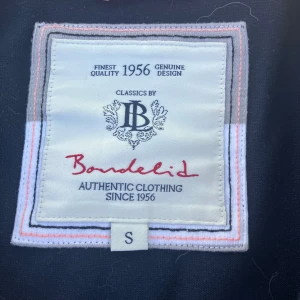 FINEST QUALITY 1956 GENUINE DESIGN
CLASSICS BY
B
Bondelid
AUTHENTIC CLOTHING
SINCE 1956
S